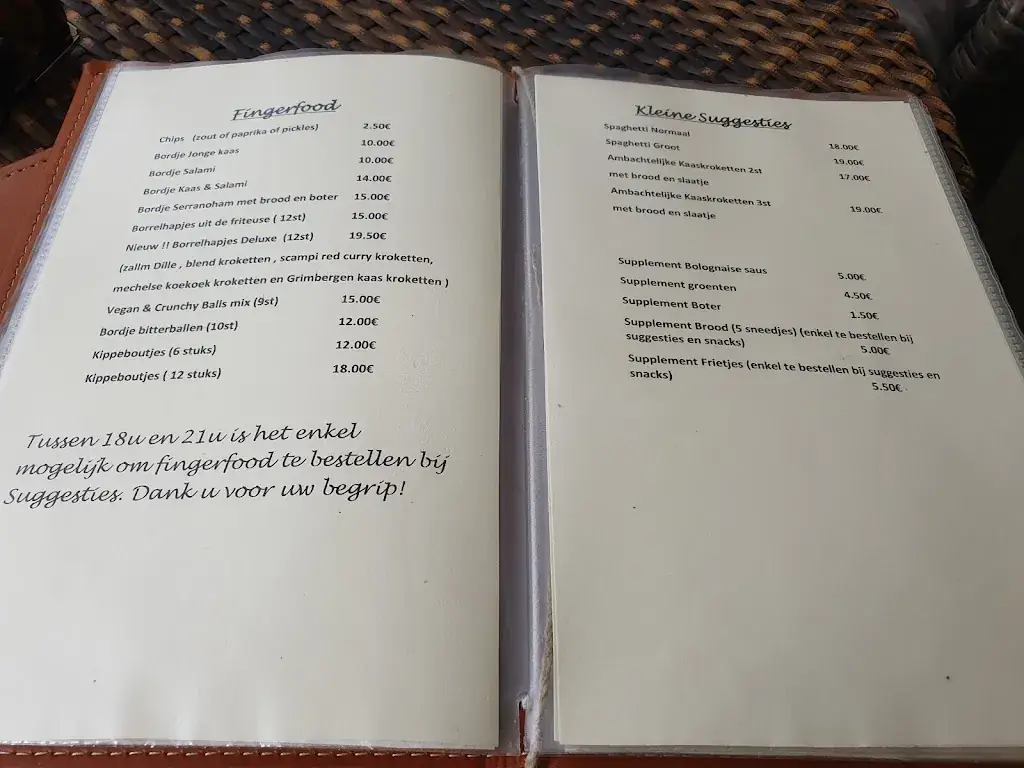 Fingerfood
Chips (zout of paprika of pickles) 2.50€
Bordje Jonge kaas 10.00€
Bordje Salami 10.00€
Bordje Kaas & Salami 14.00€
Bordje Serranoham met brood en boter 15.00€
Borrelhapjes uit de friteuse ( 12st) 15.00€
Nieuw !! Borrelhapjes Deluxe (12st) 19.50€
(zallm Dille , blend kroketten , scampi red curry kroketten,
mechelse koekoek kroketten en Grimbergen kaas kroketten )
Vegan & Crunchy Balls mix (9st) 15.00€
Bordje bitterballen (10st) 12.00€
Kippeboutjes (6 stuks) 12.00€
Kippeboutjes ( 12 stuks) 18.00€
Tussen 18u en 21u is het enkel
mogelijk om fingerfood te bestellen bij
Suggesties. Dank u voor uw begrip!
Kleine Suggesties
Spaghetti Normaal 18.00€
Spaghetti Groot 19.00€
Ambachtelijke Kaaskroketten 2st 17.00€
met brood en slaatje
Ambachtelijke Kaaskroketten 3st 19.00€
met brood en slaatje
Supplement Bolognaise saus 5.00€
Supplement groenten 4.50€
Supplement Boter 1.50€
Supplement Brood (5 sneedjes) (enkel te bestellen bij
suggesties en snacks) 5.00€
Supplement Frietjes (enkel te bestellen bij suggesties en
snacks) 5.50€